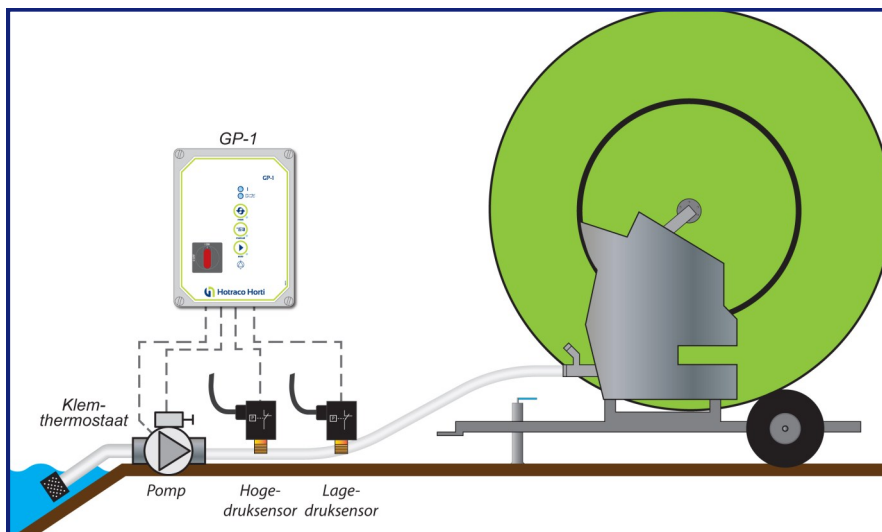 GP-1
GP-1
Hotraco Horti
Klem-
thermostaat
Pomp
Hoge-
druksensor
Lage-
druksensor